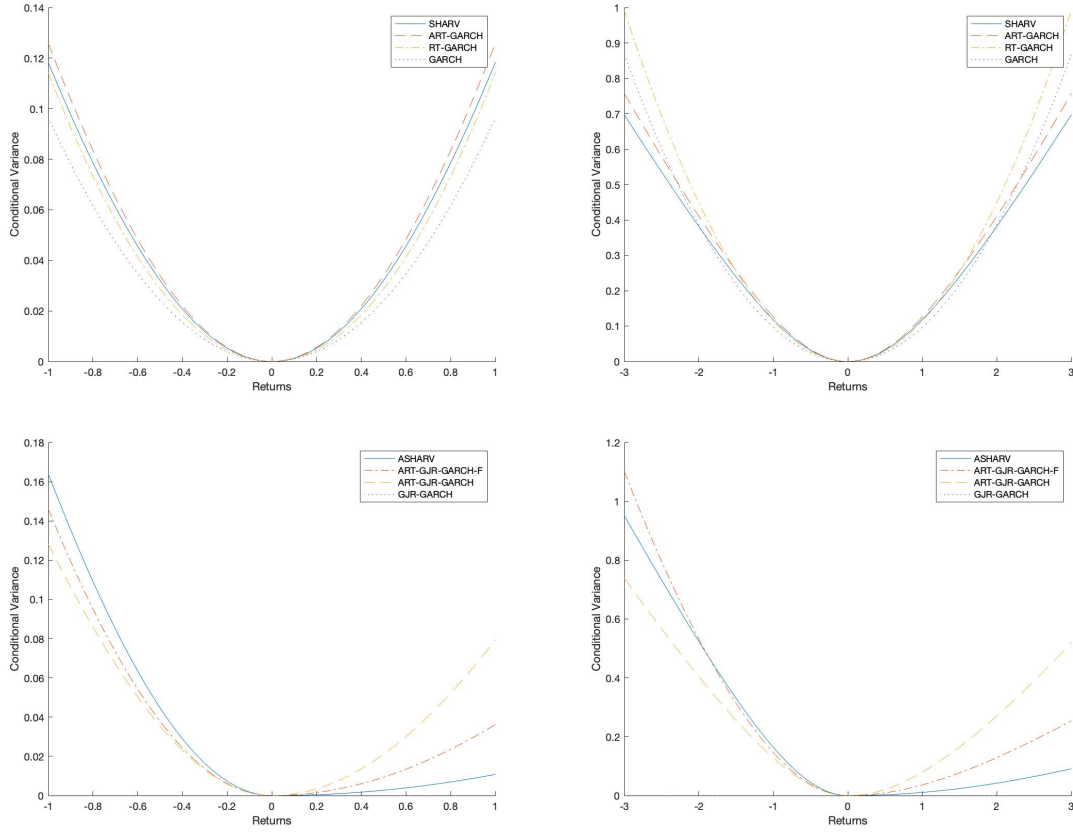 0.14
0.12
0.1
0.08
0.06
0.04
0.02
0
Conditional Variance
-1 -0.8 -0.6 -0.4 -0.2 0 0.2 0.4 0.6 0.8 1
Returns
SHARV
ART-GARCH
RT-GARCH
GARCH
1
0.9
0.8
0.7
0.6
0.5
0.4
0.3
0.2
0.1
0
Conditional Variance
-3 -2 -1 0 1 2 3
Returns
SHARV
ART-GARCH
RT-GARCH
GARCH
0.18
0.16
0.14
0.12
0.1
0.08
0.06
0.04
0.02
0
Conditional Variance
-1 -0.8 -0.6 -0.4 -0.2 0 0.2 0.4 0.6 0.8 1
Returns
ASHARV
ART-GJR-GARCH-F
ART-GJR-GARCH
GJR-GARCH
1.2
1
0.8
0.6
0.4
0.2
0
Conditional Variance
-3 -2 -1 0 1 2 3
Returns
ASHARV
ART-GJR-GARCH-F
ART-GJR-GARCH
GJR-GARCH